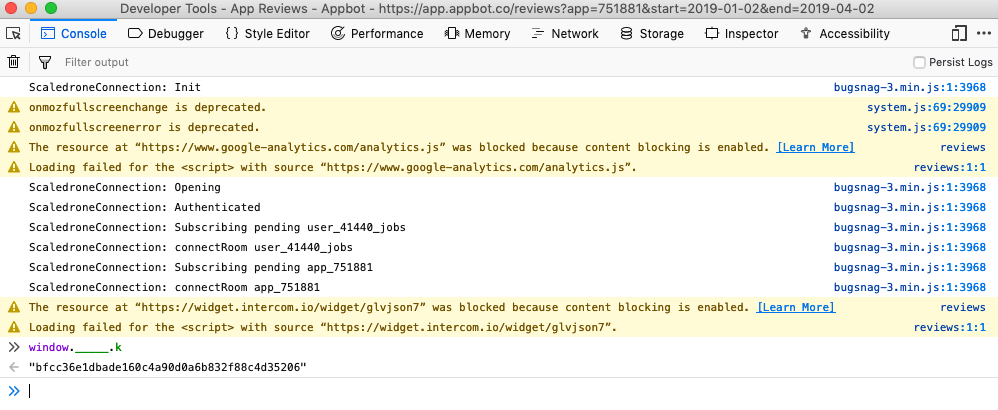 Developer Tools - App Reviews - Appbot - https://app.appbot.co/reviews?app=751881&start=2019-01-02&end=2019-04-02
Console Debugger {} Style Editor Performance Memory Network Storage Inspector Accessibility
Filter output Persist Logs
ScaledroneConnection: Init bugsnag-3.min.js:1:3968
onmozfullscreenchange is deprecated. system.js:69:29909
onmozfullscreenerror is deprecated. system.js:69:29909
The resource at “https://www.google-analytics.com/analytics.js” was blocked because content blocking is enabled. [Learn More] reviews
Loading failed for the <script> with source “https://www.google-analytics.com/analytics.js”. reviews:1:1
ScaledroneConnection: Opening bugsnag-3.min.js:1:3968
ScaledroneConnection: Authenticated bugsnag-3.min.js:1:3968
ScaledroneConnection: Subscribing pending user_41440_jobs bugsnag-3.min.js:1:3968
ScaledroneConnection: connectRoom user_41440_jobs bugsnag-3.min.js:1:3968
ScaledroneConnection: Subscribing pending app_751881 bugsnag-3.min.js:1:3968
ScaledroneConnection: connectRoom app_751881 bugsnag-3.min.js:1:3968
The resource at “https://widget.intercom.io/widget/glvjson7” was blocked because content blocking is enabled. [Learn More] reviews
Loading failed for the <script> with source “https://widget.intercom.io/widget/glvjson7”. reviews:1:1
window._____.k
"bfcc36e1dbade160c4a90d0a6b832f88c4d35206"